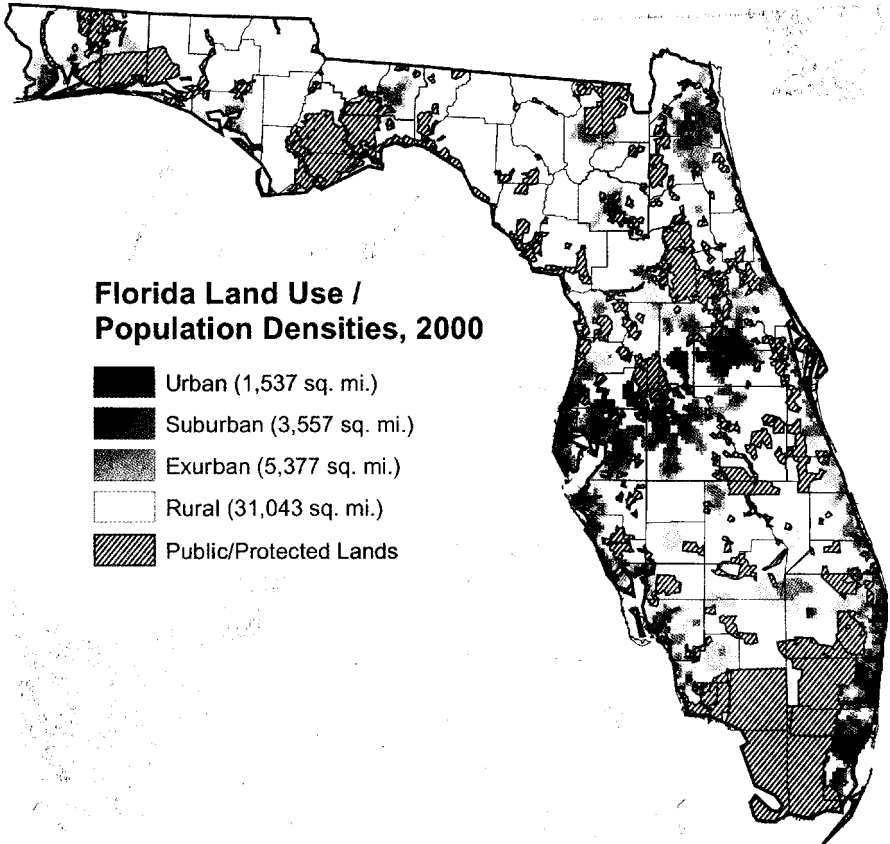 Florida Land Use /
Population Densities, 2000
Urban (1,537 sq. mi.)
Suburban (3,557 sq. mi.)
Exurban (5,377 sq. mi.)
Rural (31,043 sq. mi.)
Public/Protected Lands